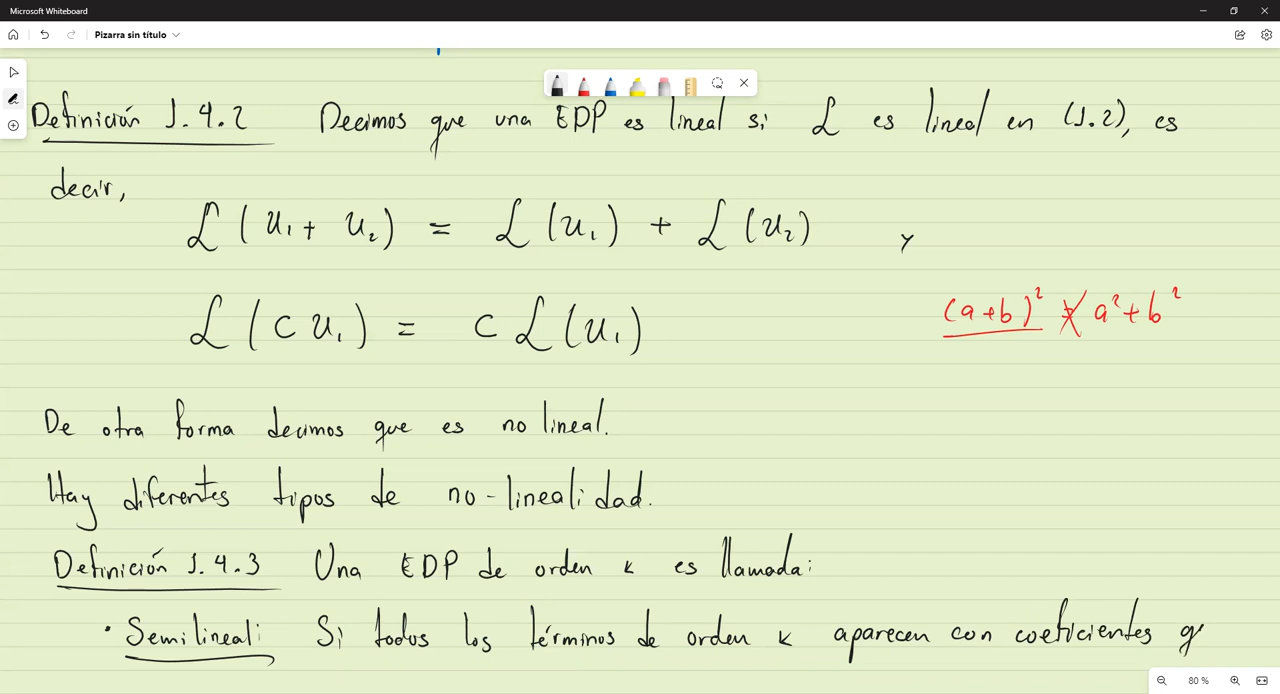 Microsoft Whiteboard
Pizarra sin título
Definición 1.4.2 Decimos que una EDP es lineal si ℒ es lineal en (1.2), es
decir,
ℒ(u₁ + u₂) = ℒ(u₁) + ℒ(u₂) y
(a+b)² ≠ a² + b²
ℒ(c u₁) = c ℒ(u₁)
De otra forma decimos que es no lineal.
Hay diferentes tipos de no-linealidad.
Definición 1.4.3 Una EDP de orden k es llamada:
• Semilineal: Si todos los términos de orden k aparecen con coeficientes
80 %